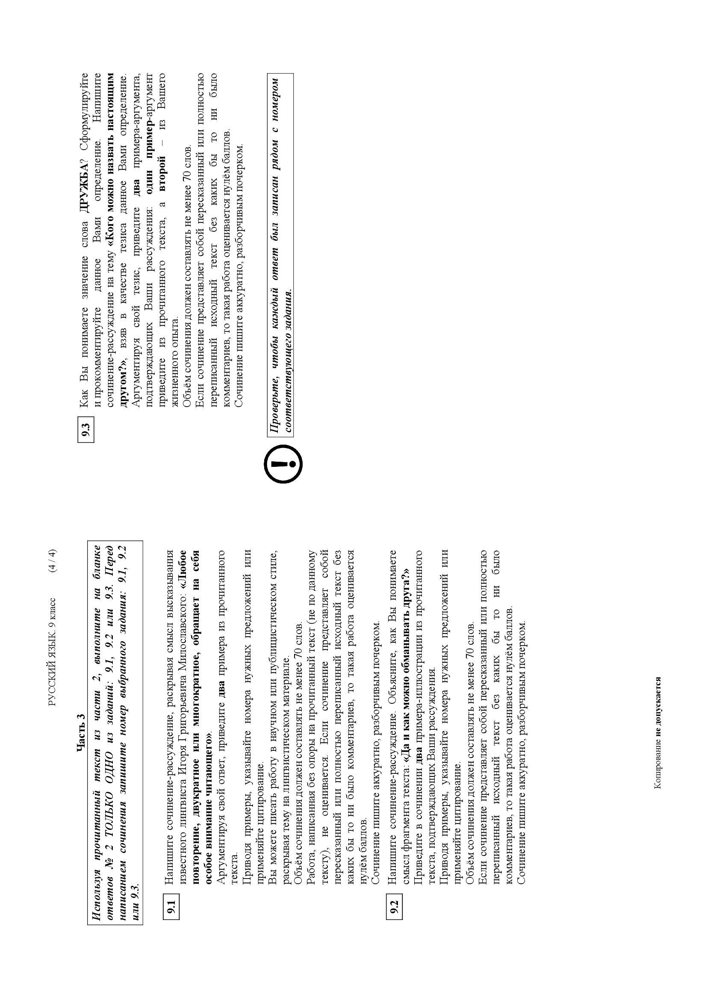 РУССКИЙ ЯЗЫК. 9 класс (4 / 4)
Часть 3
Используя прочитанный текст из части 2, выполните на бланке
ответов № 2 ТОЛЬКО ОДНО из заданий: 9.1, 9.2 или 9.3. Перед
написанием сочинения запишите номер выбранного задания: 9.1, 9.2
или 9.3.
9.1
Напишите сочинение-рассуждение, раскрывая смысл высказывания
известного лингвиста Игоря Григорьевича Милославского: «Любое
повторение, двукратное или многократное, обращает на себя
особое внимание читающего».
Аргументируя свой ответ, приведите два примера из прочитанного
текста.
Приводя примеры, указывайте номера нужных предложений или
применяйте цитирование.
Вы можете писать работу в научном или публицистическом стиле,
раскрывая тему на лингвистическом материале.
Объём сочинения должен составлять не менее 70 слов.
Работа, написанная без опоры на прочитанный текст (не по данному
тексту), не оценивается. Если сочинение представляет собой
пересказанный или полностью переписанный исходный текст без
каких бы то ни было комментариев, то такая работа оценивается
нулём баллов.
Сочинение пишите аккуратно, разборчивым почерком.
9.2
Напишите сочинение-рассуждение. Объясните, как Вы понимаете
смысл фрагмента текста: «Да и как можно обманывать друга?»
Приведите в сочинении два примера-иллюстрации из прочитанного
текста, подтверждающих Ваши рассуждения.
Приводя примеры, указывайте номера нужных предложений или
применяйте цитирование.
Объём сочинения должен составлять не менее 70 слов.
Если сочинение представляет собой пересказанный или полностью
переписанный исходный текст без каких бы то ни было
комментариев, то такая работа оценивается нулём баллов.
Сочинение пишите аккуратно, разборчивым почерком.
9.3
Как Вы понимаете значение слова ДРУЖБА? Сформулируйте
и прокомментируйте данное Вами определение. Напишите
сочинение-рассуждение на тему «Кого можно назвать настоящим
другом?», взяв в качестве тезиса данное Вами определение.
Аргументируя свой тезис, приведите два примера-аргумента,
подтверждающих Ваши рассуждения: один пример-аргумент
приведите из прочитанного текста, а второй – из Вашего
жизненного опыта.
Объём сочинения должен составлять не менее 70 слов.
Если сочинение представляет собой пересказанный или полностью
переписанный исходный текст без каких бы то ни было
комментариев, то такая работа оценивается нулём баллов.
Сочинение пишите аккуратно, разборчивым почерком.
Проверьте, чтобы каждый ответ был записан рядом с номером
соответствующего задания.
Копирование не допускается